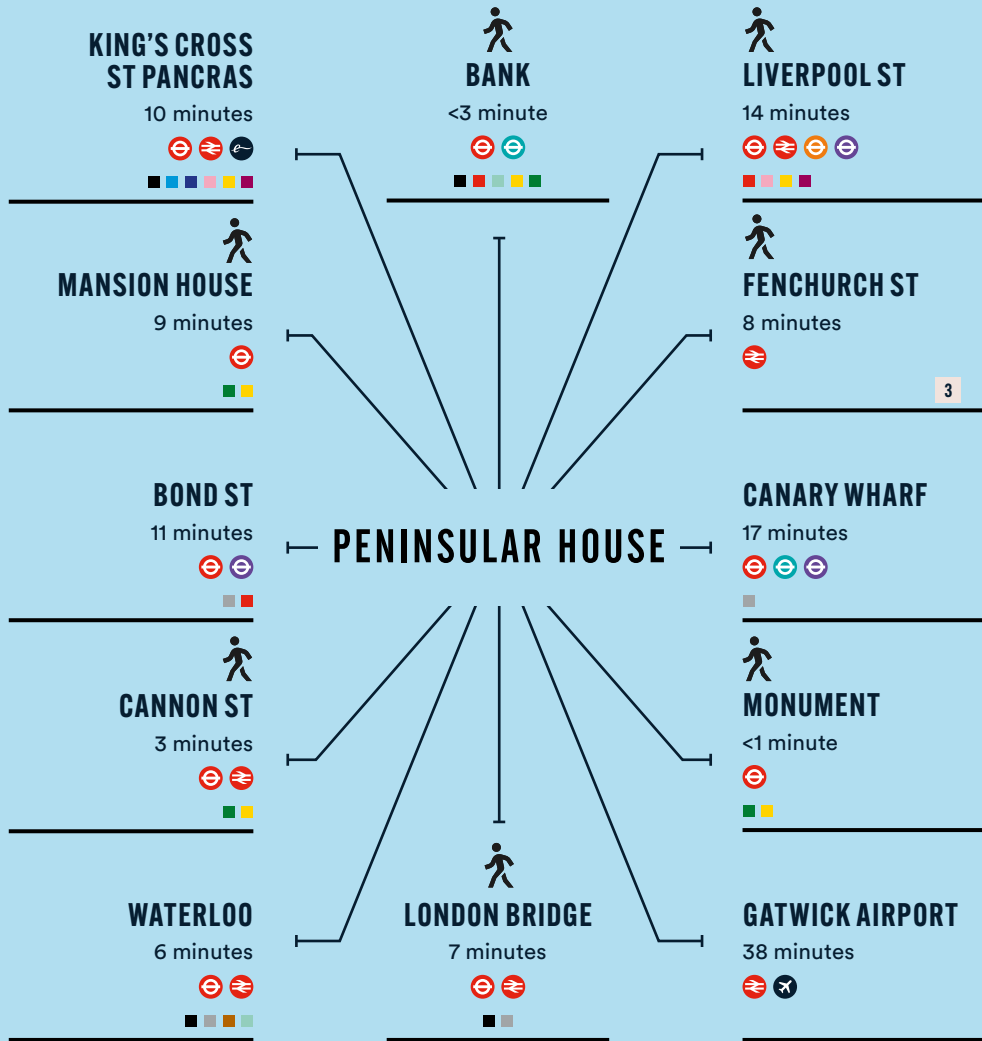 KING'S CROSS
ST PANCRAS
10 minutes
BANK
<3 minute
LIVERPOOL ST
14 minutes
MANSION HOUSE
9 minutes
FENCHURCH ST
8 minutes
3
BOND ST
11 minutes
PENINSULAR HOUSE
CANARY WHARF
17 minutes
CANNON ST
3 minutes
MONUMENT
<1 minute
WATERLOO
6 minutes
LONDON BRIDGE
7 minutes
GATWICK AIRPORT
38 minutes